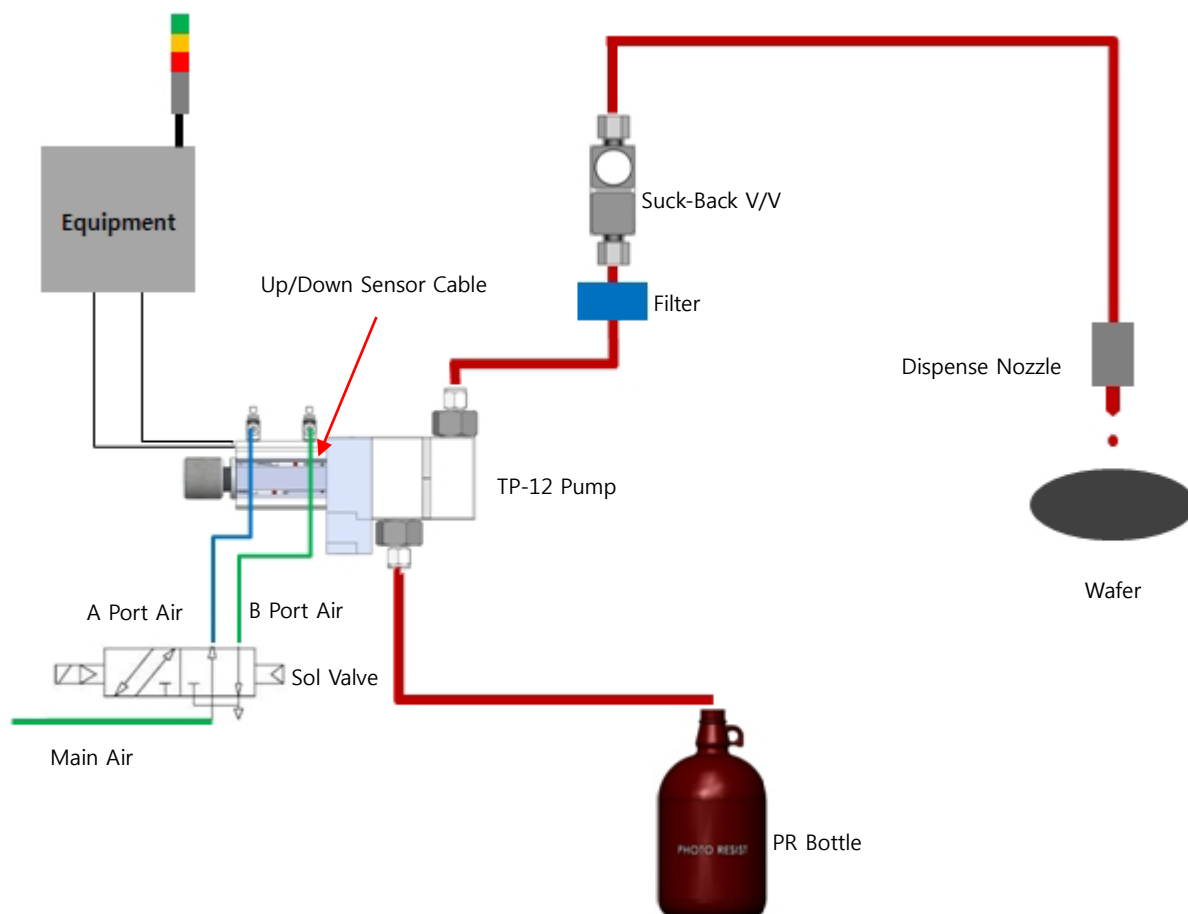 Equipment
Suck-Back V/V
Up/Down Sensor Cable
Filter
Dispense Nozzle
TP-12 Pump
Wafer
A Port Air
B Port Air
Sol Valve
Main Air
PHOTO RESIST
PR Bottle